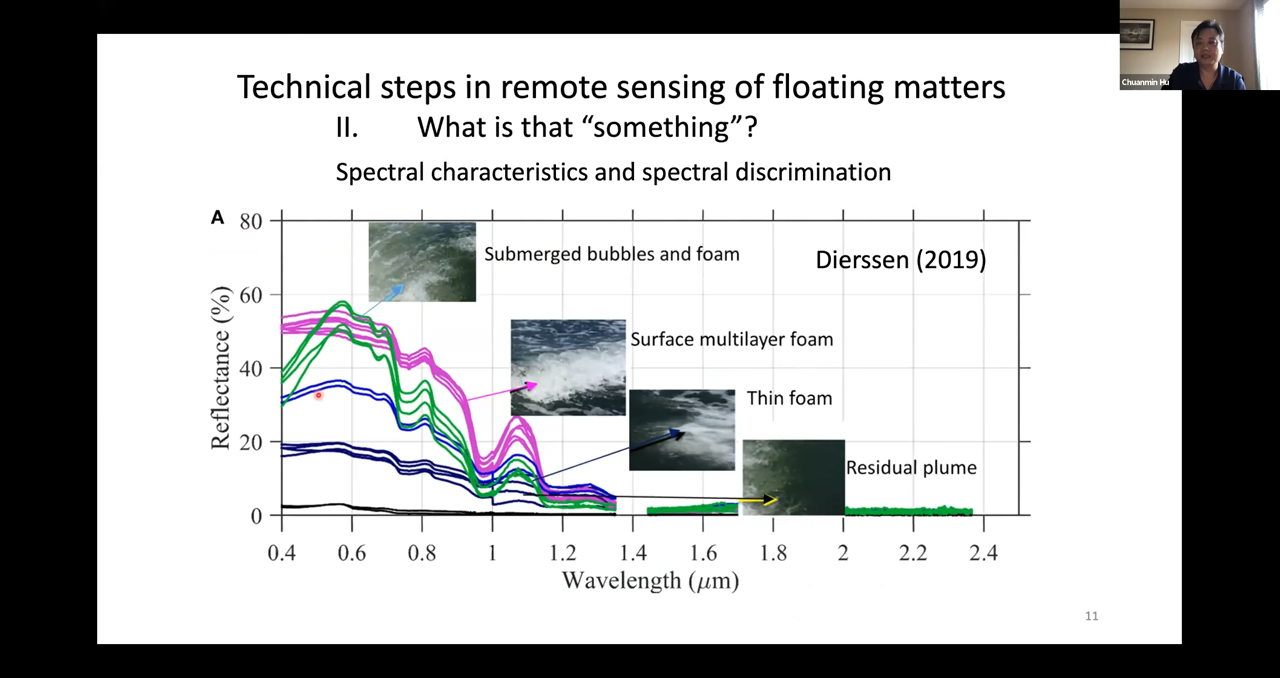 Technical steps in remote sensing of floating matters
II. What is that “something”?
Spectral characteristics and spectral discrimination
Chuanmin Hu
A
80
60
40
20
0
Reflectance (%)
Submerged bubbles and foam
Dierssen (2019)
Surface multilayer foam
Thin foam
Residual plume
0.4 0.6 0.8 1 1.2 1.4 1.6 1.8 2 2.2 2.4
Wavelength (μm)
11